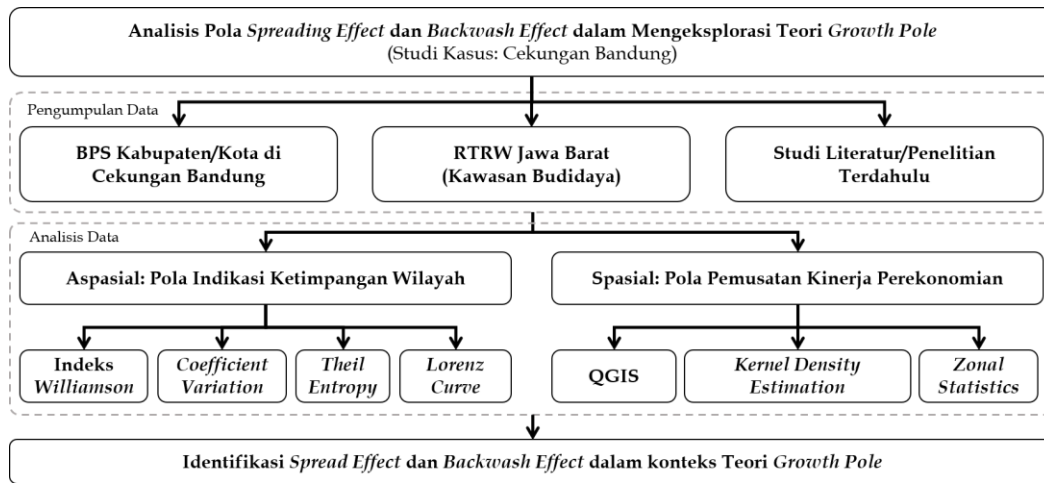 Analisis Pola Spreading Effect dan Backwash Effect dalam Mengeksplorasi Teori Growth Pole
(Studi Kasus: Cekungan Bandung)
Pengumpulan Data
BPS Kabupaten/Kota di
Cekungan Bandung
RTRW Jawa Barat
(Kawasan Budidaya)
Studi Literatur/Penelitian
Terdahulu
Analisis Data
Aspasial: Pola Indikasi Ketimpangan Wilayah
Spasial: Pola Pemusatan Kinerja Perekonomian
Indeks
Williamson
Coefficient
Variation
Theil
Entropy
Lorenz
Curve
QGIS
Kernel Density
Estimation
Zonal
Statistics
Identifikasi Spread Effect dan Backwash Effect dalam konteks Teori Growth Pole